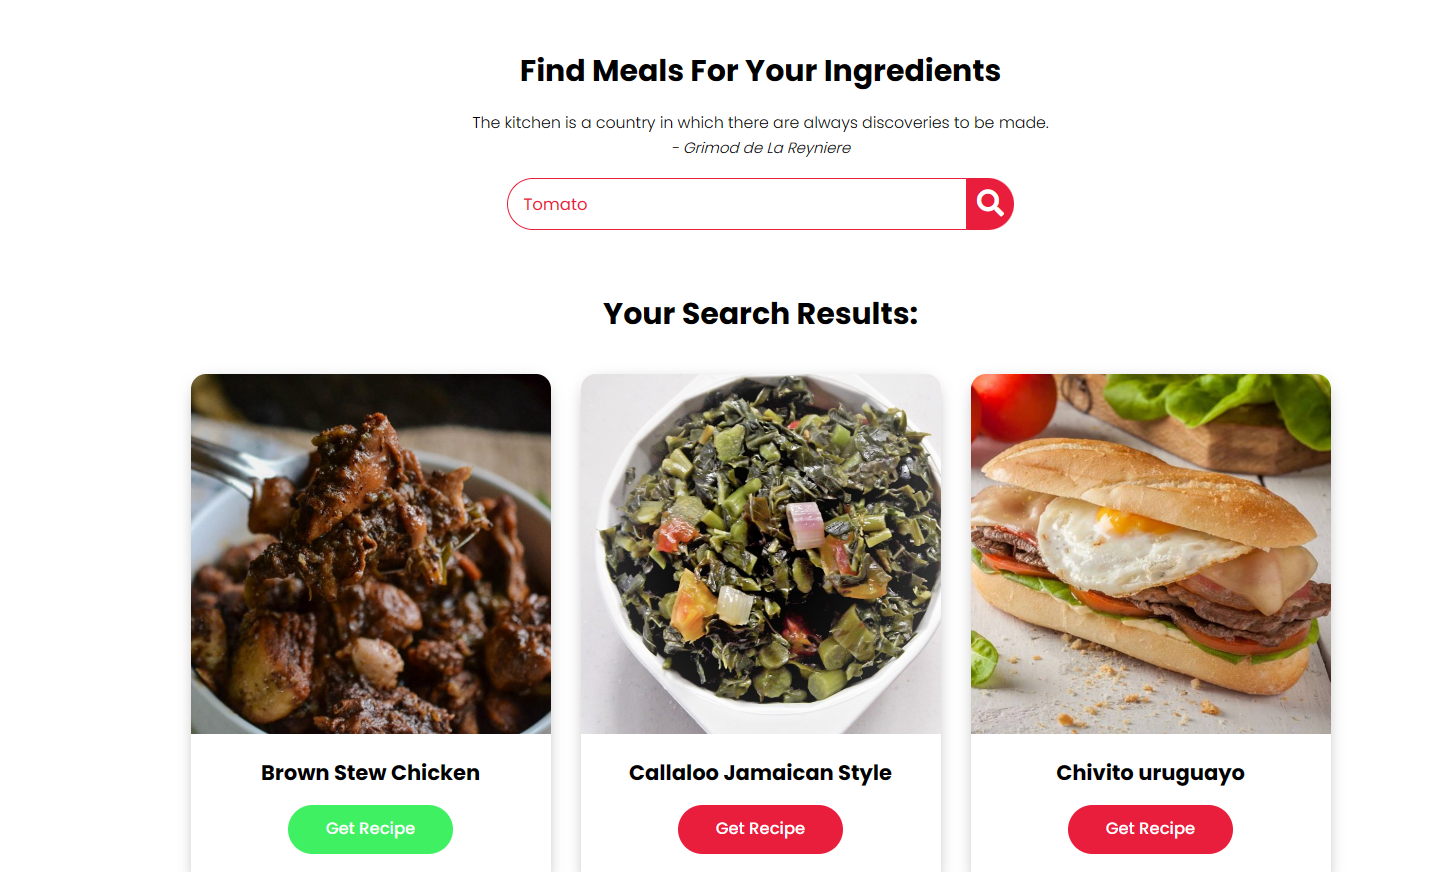 Find Meals For Your Ingredients
The kitchen is a country in which there are always discoveries to be made.
- Grimod de La Reyniere
Tomato
Your Search Results:
Brown Stew Chicken
Callaloo Jamaican Style
Chivito uruguayo
Get Recipe
Get Recipe
Get Recipe